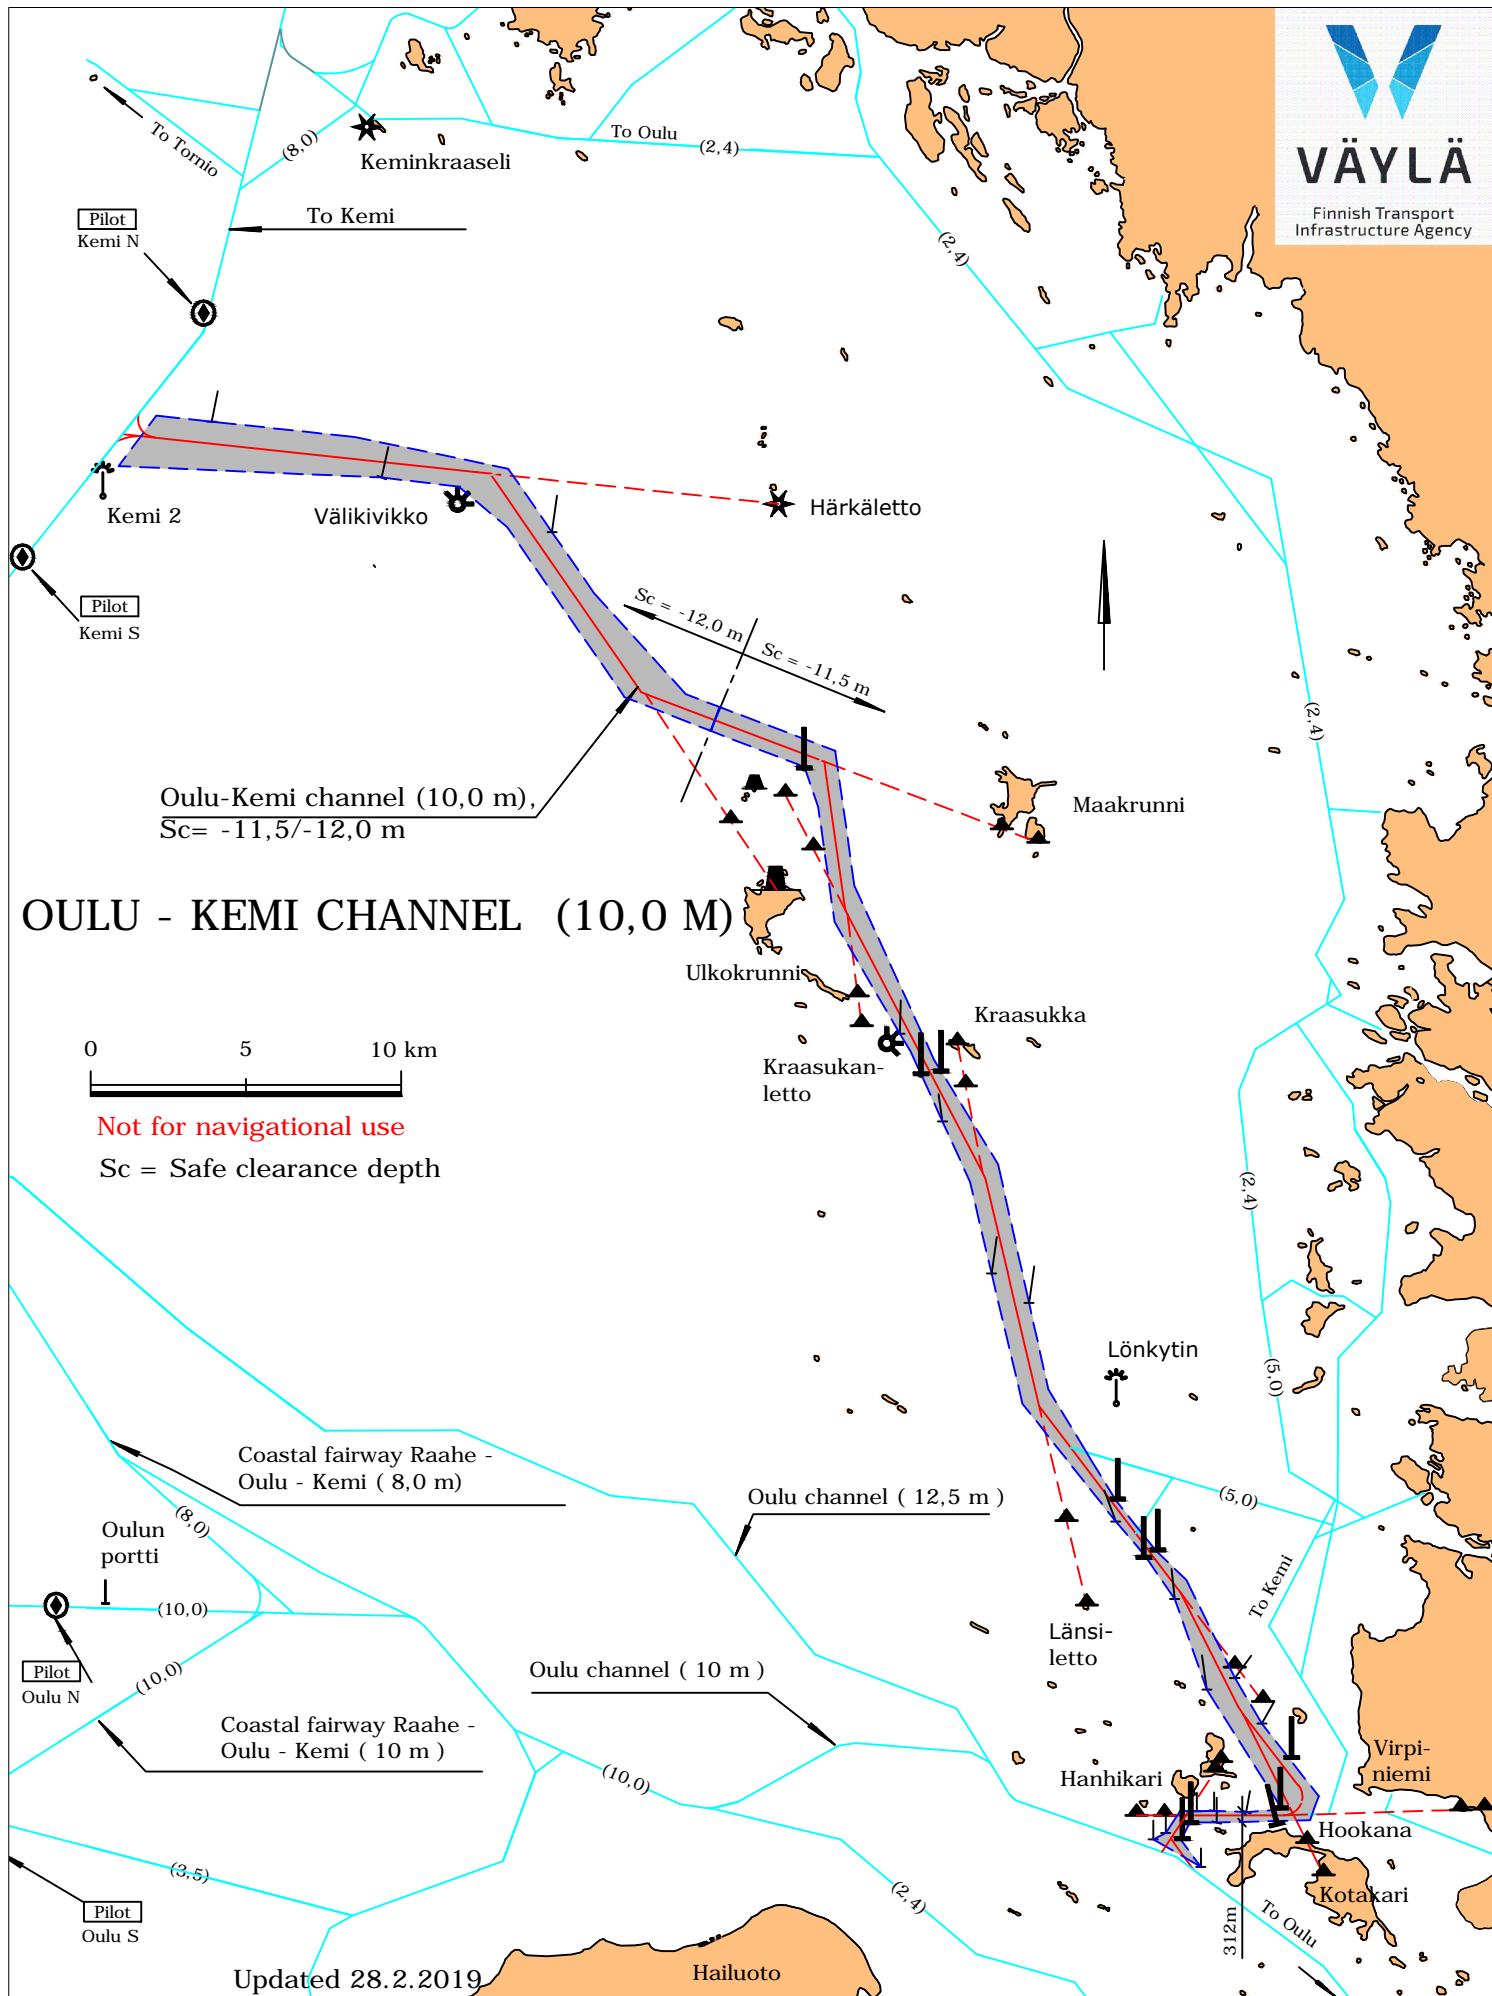 VÄYLÄ
Finnish Transport
Infrastructure Agency
To Tornio
(8,0)
Keminkraaseli
To Oulu
(2,4)
Pilot
Kemi N
To Kemi
(2,4)
Kemi 2
Välikivikko
Härkäletto
Pilot
Kemi S
Sc = -12,0 m
Sc = -11,5 m
(2,4)
Oulu-Kemi channel (10,0 m),
Sc= -11,5/-12,0 m
Maakrunni
OULU - KEMI CHANNEL (10,0 M)
Ulkokrunni
Kraasukka
0 5 10 km
Kraasukan-
letto
Not for navigational use
Sc = Safe clearance depth
(2,4)
Lönkytin
(5,0)
Coastal fairway Raahe -
Oulu - Kemi ( 8,0 m)
Oulu channel ( 12,5 m )
(5,0)
(8,0)
Oulun
portti
(10,0)
To Kemi
Länsi-
letto
Pilot
Oulu N
(10,0)
Oulu channel ( 10 m )
Coastal fairway Raahe -
Oulu - Kemi ( 10 m )
(10,0)
Hanhikari
Virpi-
niemi
Hookana
(3,5)
(2,4)
Kotakari
Pilot
Oulu S
312m
To Oulu
Hailuoto
Updated 28.2.2019